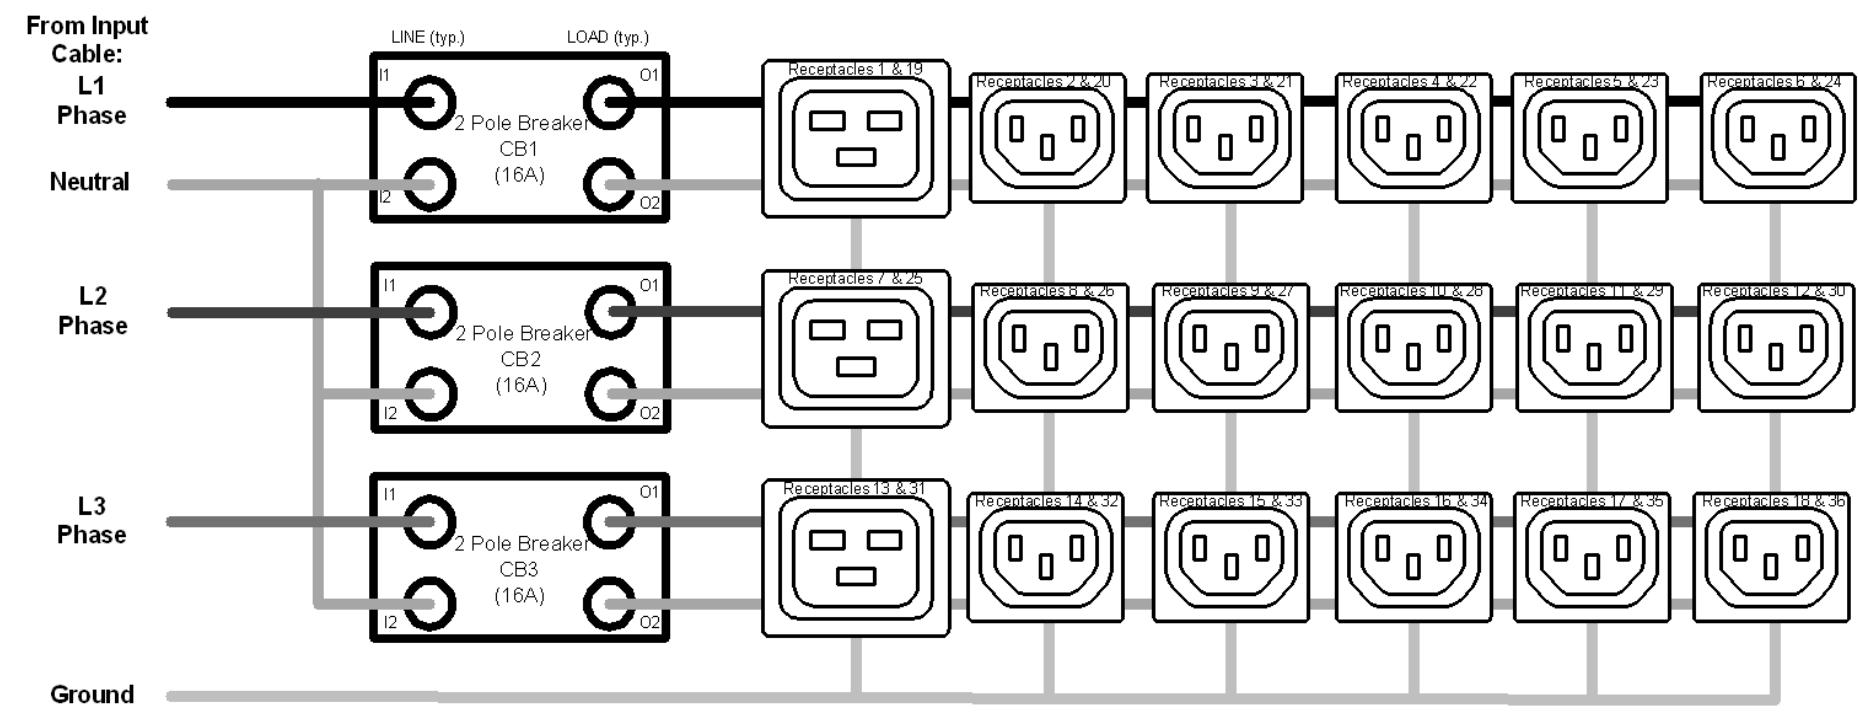 From Input
Cable:
L1
Phase
LINE (typ.)
LOAD (typ.)
I1
O1
2 Pole Breaker
CB1
(16A)
I2
O2
Receptacles 1 & 19
Receptacles 2 & 20
Receptacles 3 & 21
Receptacles 4 & 22
Receptacles 5 & 23
Receptacles 6 & 24
Neutral
L2
Phase
I1
O1
2 Pole Breaker
CB2
(16A)
I2
O2
Receptacles 7 & 25
Receptacles 8 & 26
Receptacles 9 & 27
Receptacles 10 & 28
Receptacles 11 & 29
Receptacles 12 & 30
L3
Phase
I1
O1
2 Pole Breaker
CB3
(16A)
I2
O2
Receptacles 13 & 31
Receptacles 14 & 32
Receptacles 15 & 33
Receptacles 16 & 34
Receptacles 17 & 35
Receptacles 18 & 36
Ground